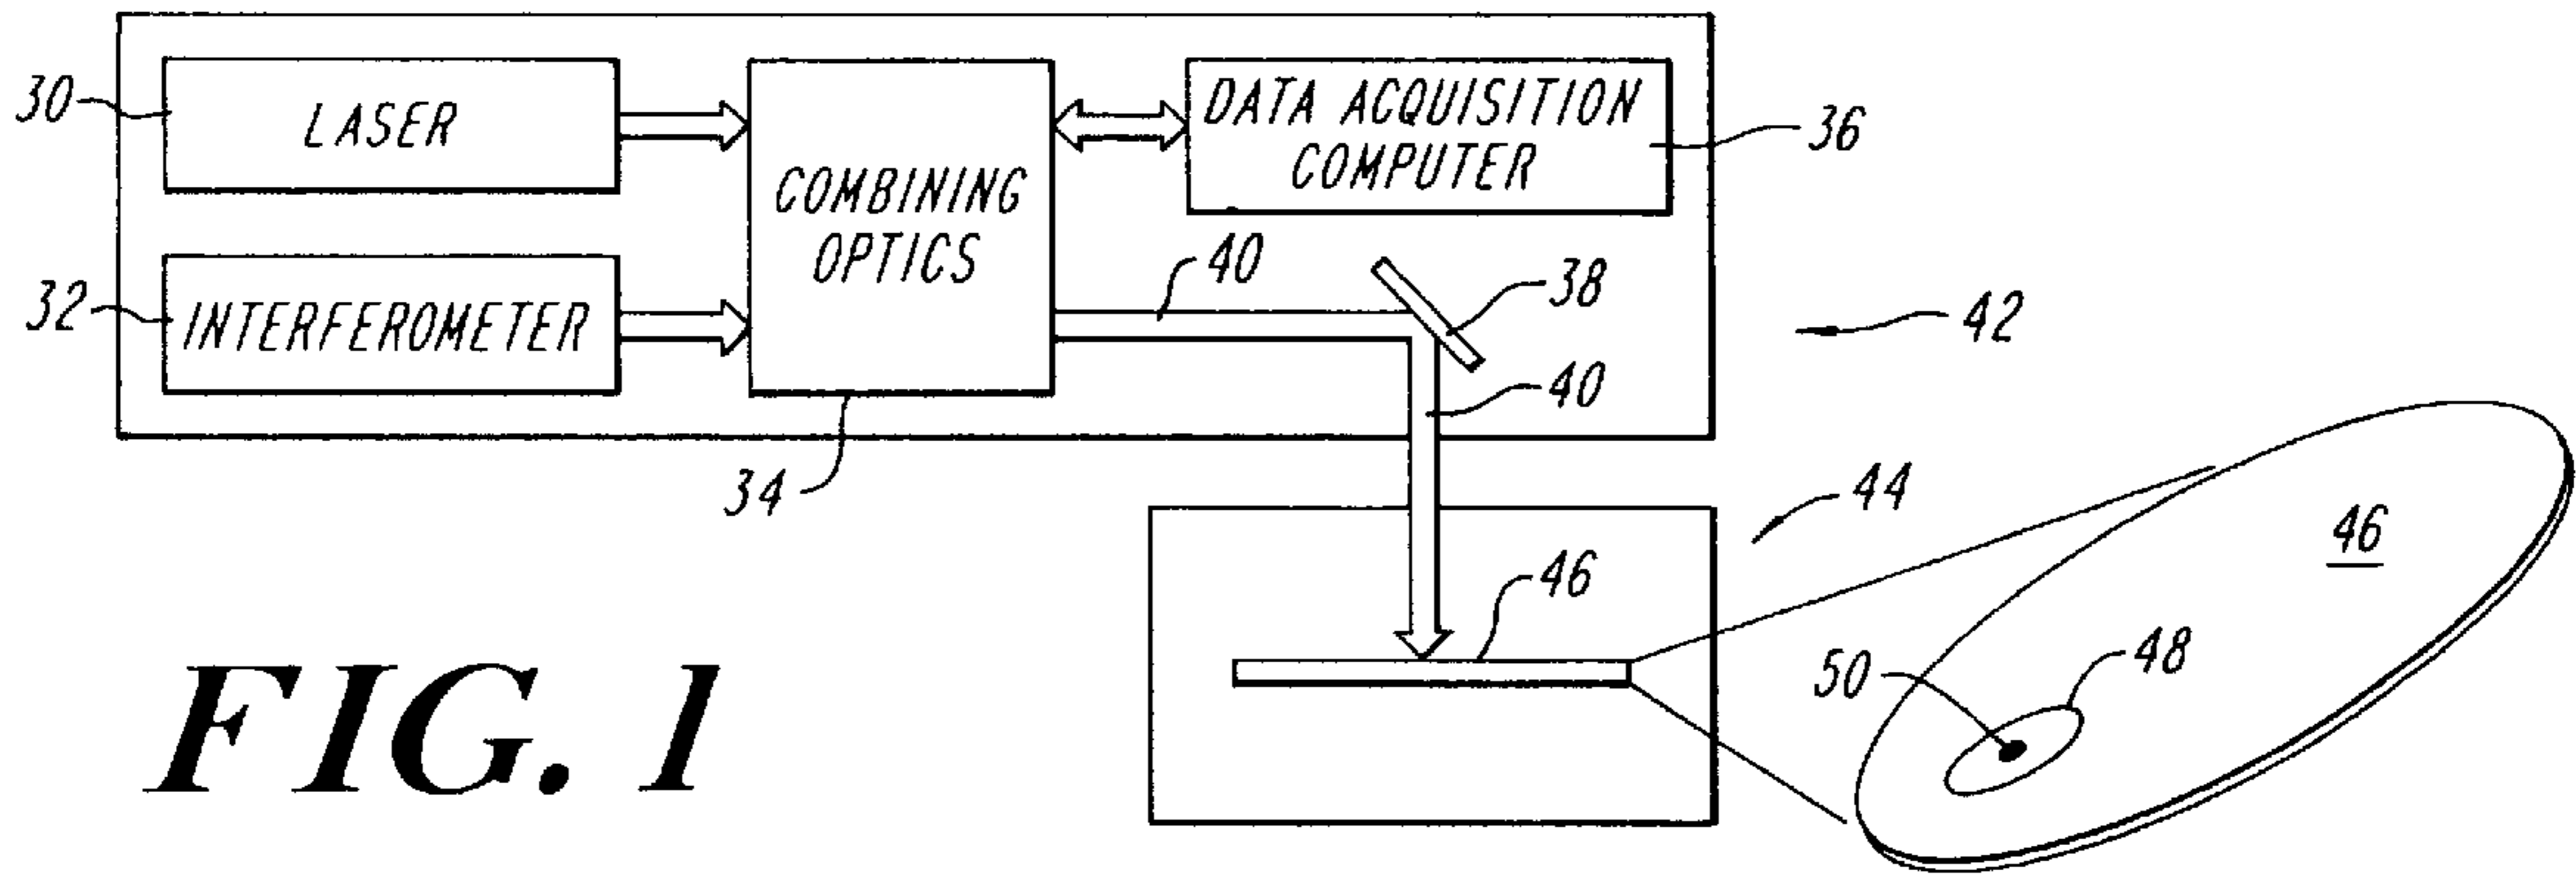 30
LASER
DATA ACQUISITION
COMPUTER
36
COMBINING
OPTICS
32
INTERFEROMETER
40
38
42
40
34
44
46
46
50
48
FIG. 1